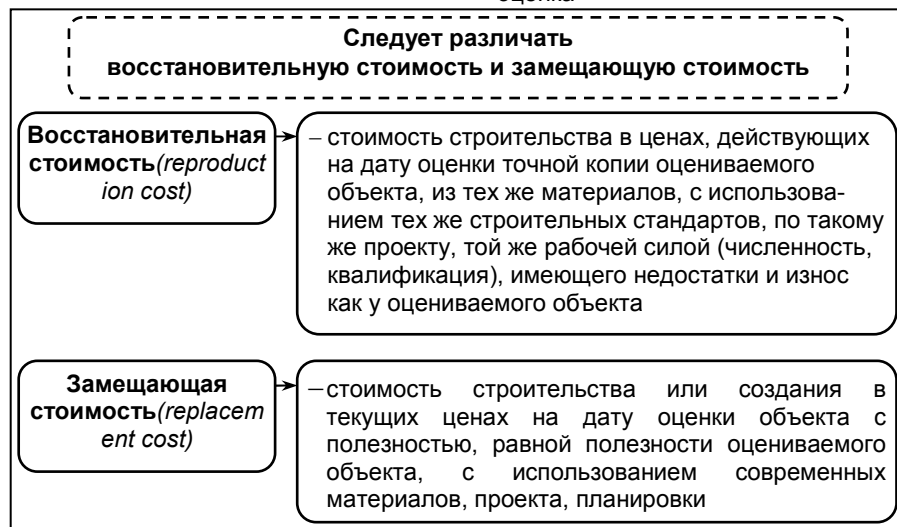 оценка
Следует различать
восстановительную стоимость и замещающую стоимость
Восстановительная
стоимость(reproduct
ion cost)
– стоимость строительства в ценах, действующих
на дату оценки точной копии оцениваемого
объекта, из тех же материалов, с использова-
нием тех же строительных стандартов, по такому
же проекту, той же рабочей силой (численность,
квалификация), имеющего недостатки и износ
как у оцениваемого объекта
Замещающая
стоимость(replacem
ent cost)
– стоимость строительства или создания в
текущих ценах на дату оценки объекта с
полезностью, равной полезности оцениваемого
объекта, с использованием современных
материалов, проекта, планировки